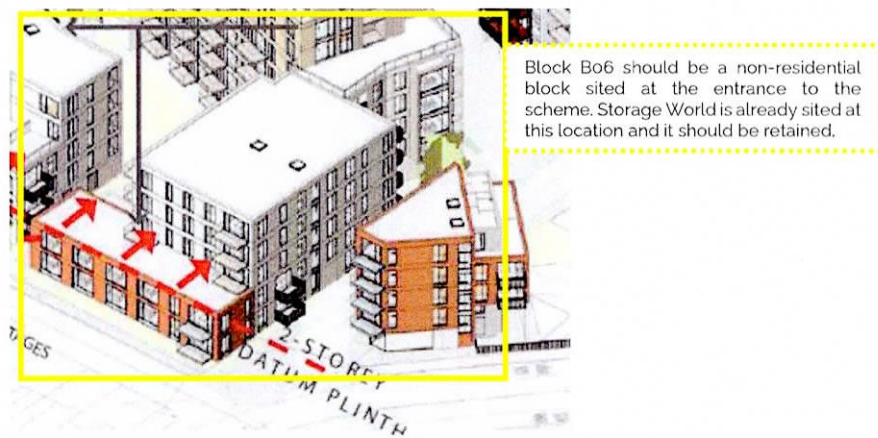 Block B06 should be a non-residential
block sited at the entrance to the
scheme. Storage World is already sited at
this location and it should be retained.
TAGES
2-STOREY
DATUM PLINTH